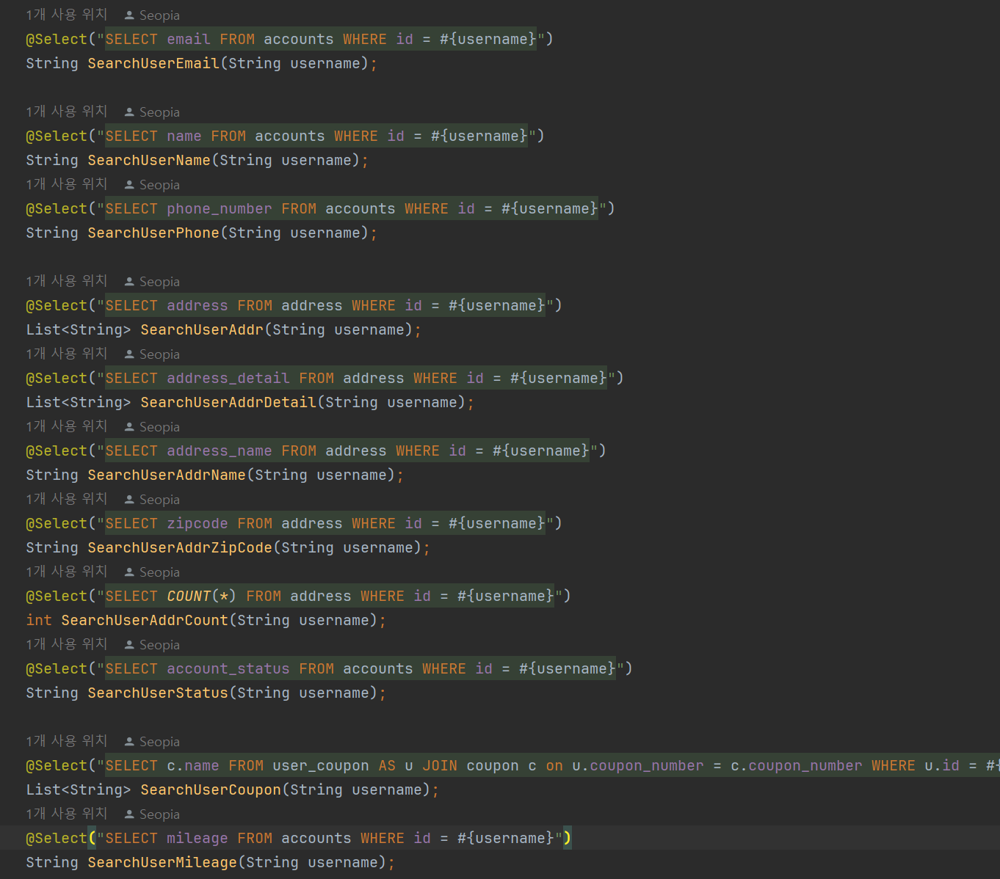 1개 사용 위치 Seopia
@Select("SELECT email FROM accounts WHERE id = #{username}")
String SearchUserEmail(String username);
1개 사용 위치 Seopia
@Select("SELECT name FROM accounts WHERE id = #{username}")
String SearchUserName(String username);
1개 사용 위치 Seopia
@Select("SELECT phone_number FROM accounts WHERE id = #{username}")
String SearchUserPhone(String username);
1개 사용 위치 Seopia
@Select("SELECT address FROM address WHERE id = #{username}")
List<String> SearchUserAddr(String username);
1개 사용 위치 Seopia
@Select("SELECT address_detail FROM address WHERE id = #{username}")
List<String> SearchUserAddrDetail(String username);
1개 사용 위치 Seopia
@Select("SELECT address_name FROM address WHERE id = #{username}")
String SearchUserAddrName(String username);
1개 사용 위치 Seopia
@Select("SELECT zipcode FROM address WHERE id = #{username}")
String SearchUserAddrZipCode(String username);
1개 사용 위치 Seopia
@Select("SELECT COUNT(*) FROM address WHERE id = #{username}")
int SearchUserAddrCount(String username);
1개 사용 위치 Seopia
@Select("SELECT account_status FROM accounts WHERE id = #{username}")
String SearchUserStatus(String username);
1개 사용 위치 Seopia
@Select("SELECT c.name FROM user_coupon AS u JOIN coupon c on u.coupon_number = c.coupon_number WHERE u.id = #{
List<String> SearchUserCoupon(String username);
1개 사용 위치 Seopia
@Select("SELECT mileage FROM accounts WHERE id = #{username}")
String SearchUserMileage(String username);